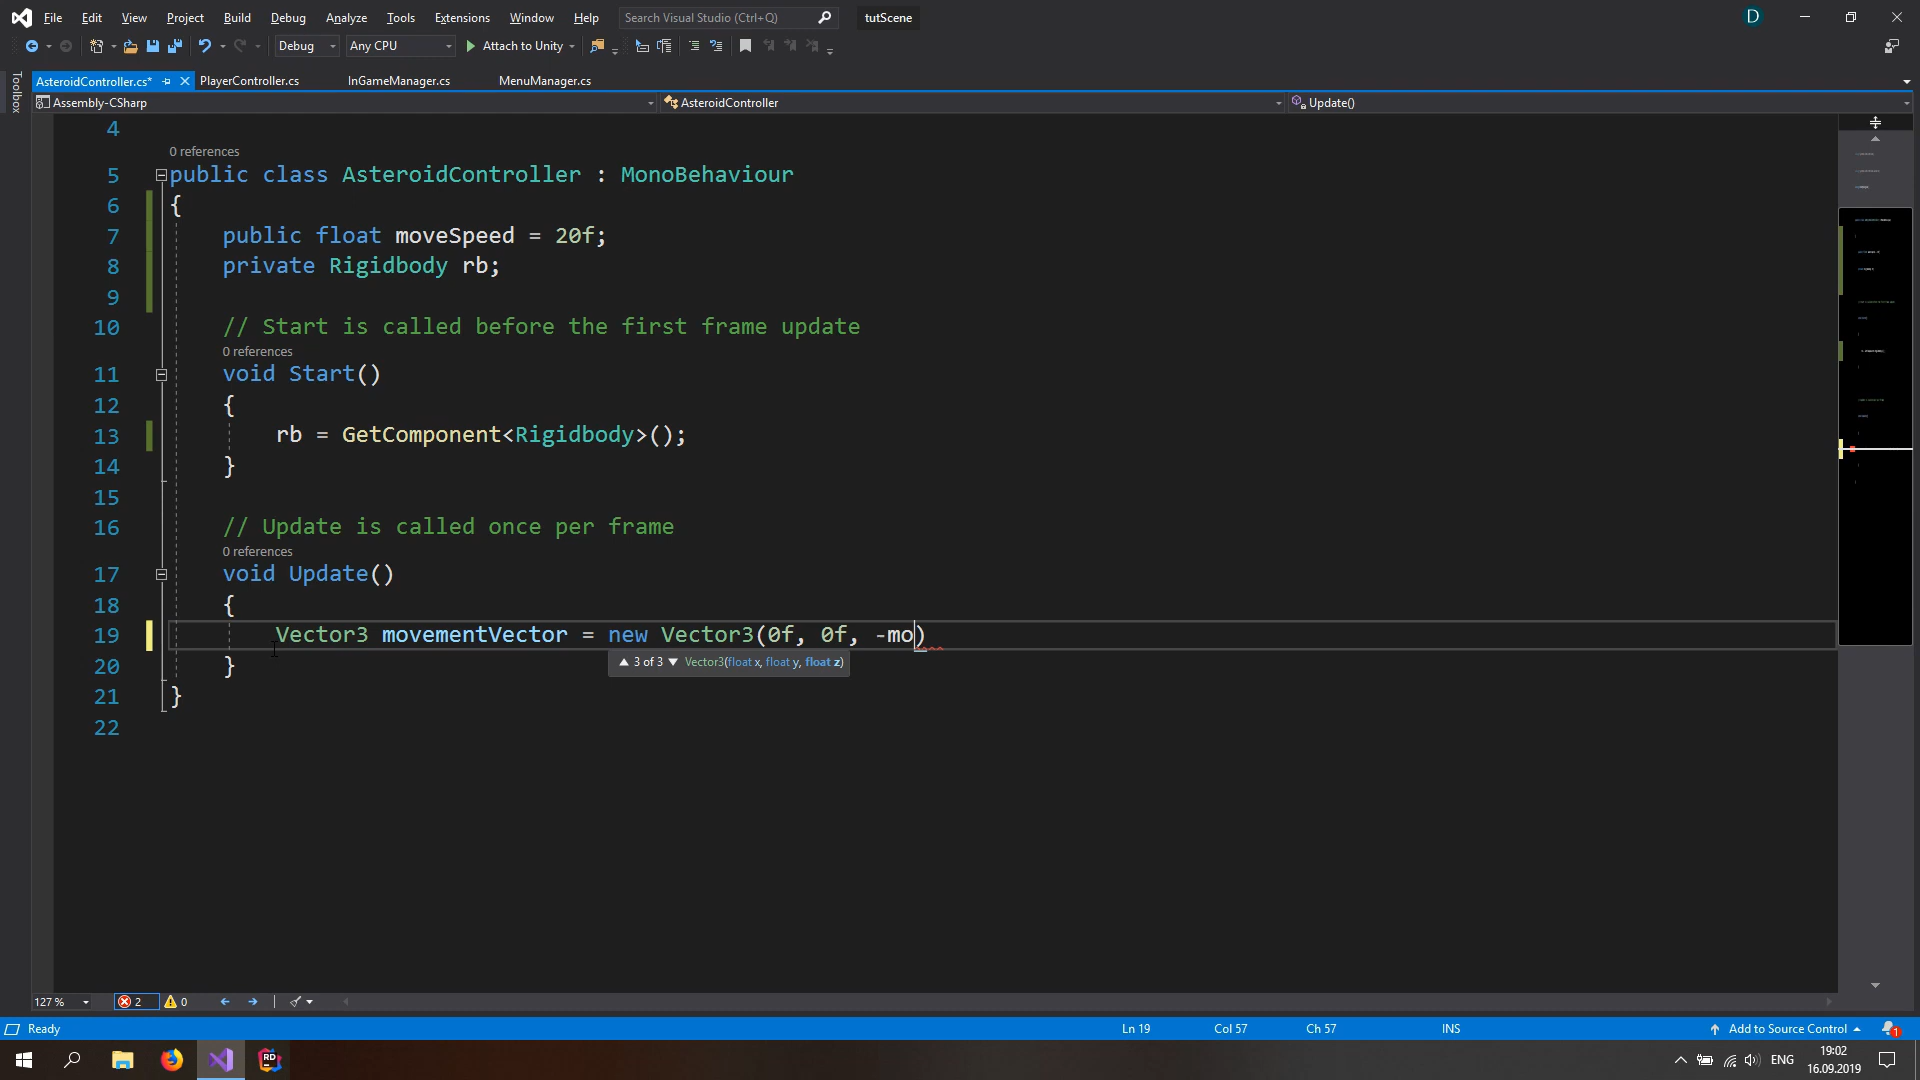 File Edit View Project Build Debug Analyze Tools Extensions Window Help Search Visual Studio (Ctrl+Q) tutScene D
Debug Any CPU Attach to Unity
Toolbox
AsteroidController.cs* PlayerController.cs InGameManager.cs MenuManager.cs
Assembly-CSharp AsteroidController Update()
4
0 references
5 public class AsteroidController : MonoBehaviour
6 {
7 public float moveSpeed = 20f;
8 private Rigidbody rb;
9
10 // Start is called before the first frame update
0 references
11 void Start()
12 {
13 rb = GetComponent<Rigidbody>();
14 }
15
16 // Update is called once per frame
0 references
17 void Update()
18 {
19 Vector3 movementVector = new Vector3(0f, 0f, -mo)
▲ 3 of 3 ▼ Vector3(float x, float y, float z)
20 }
21 }
22
127 % 2 0
Ready Ln 19 Col 57 Ch 57 INS Add to Source Control 1
RD ENG 19:02
16.09.2019